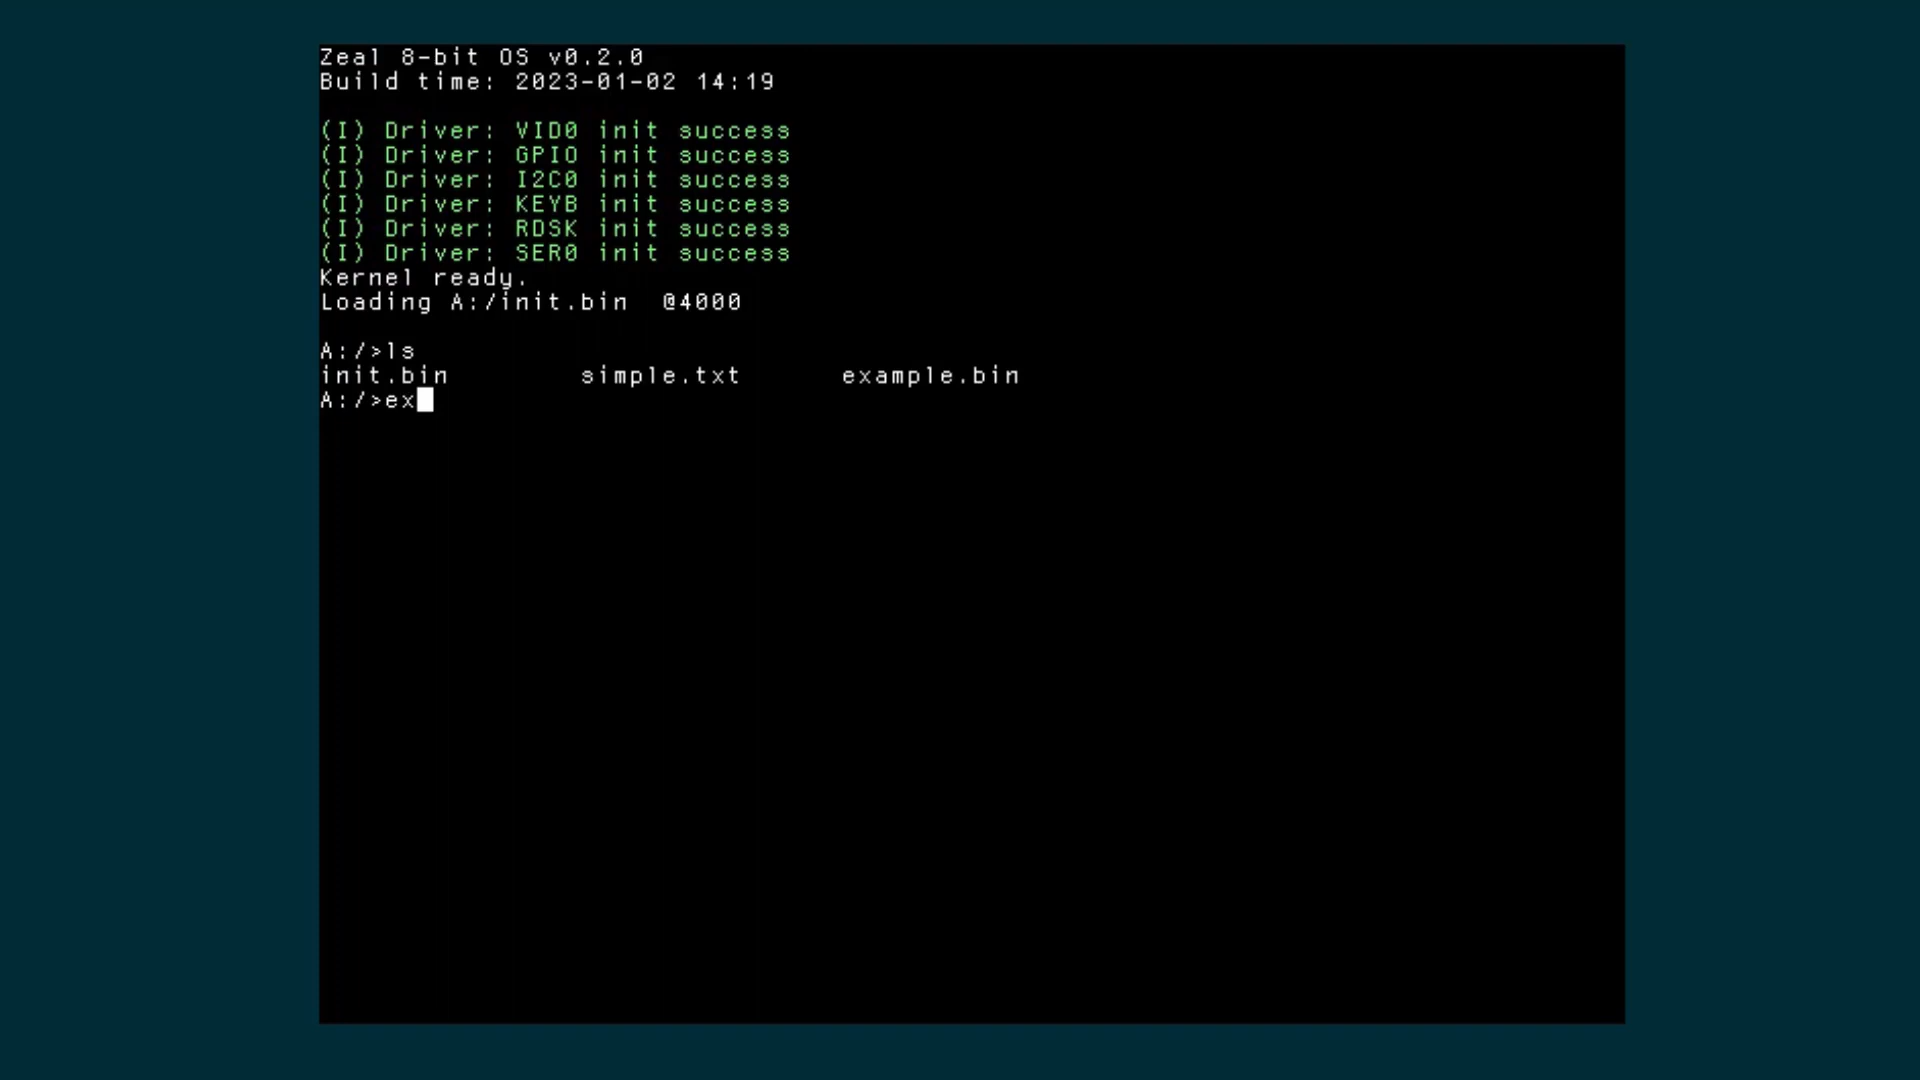 Zeal 8-bit OS v0.2.0
Build time: 2023-01-02 14:19
(I) Driver: VID0 init success
(I) Driver: GPIO init success
(I) Driver: I2C0 init success
(I) Driver: KEYB init success
(I) Driver: RDSK init success
(I) Driver: SER0 init success
Kernel ready.
Loading A:/init.bin  @4000
A:/>ls
init.bin        simple.txt      example.bin
A:/>ex